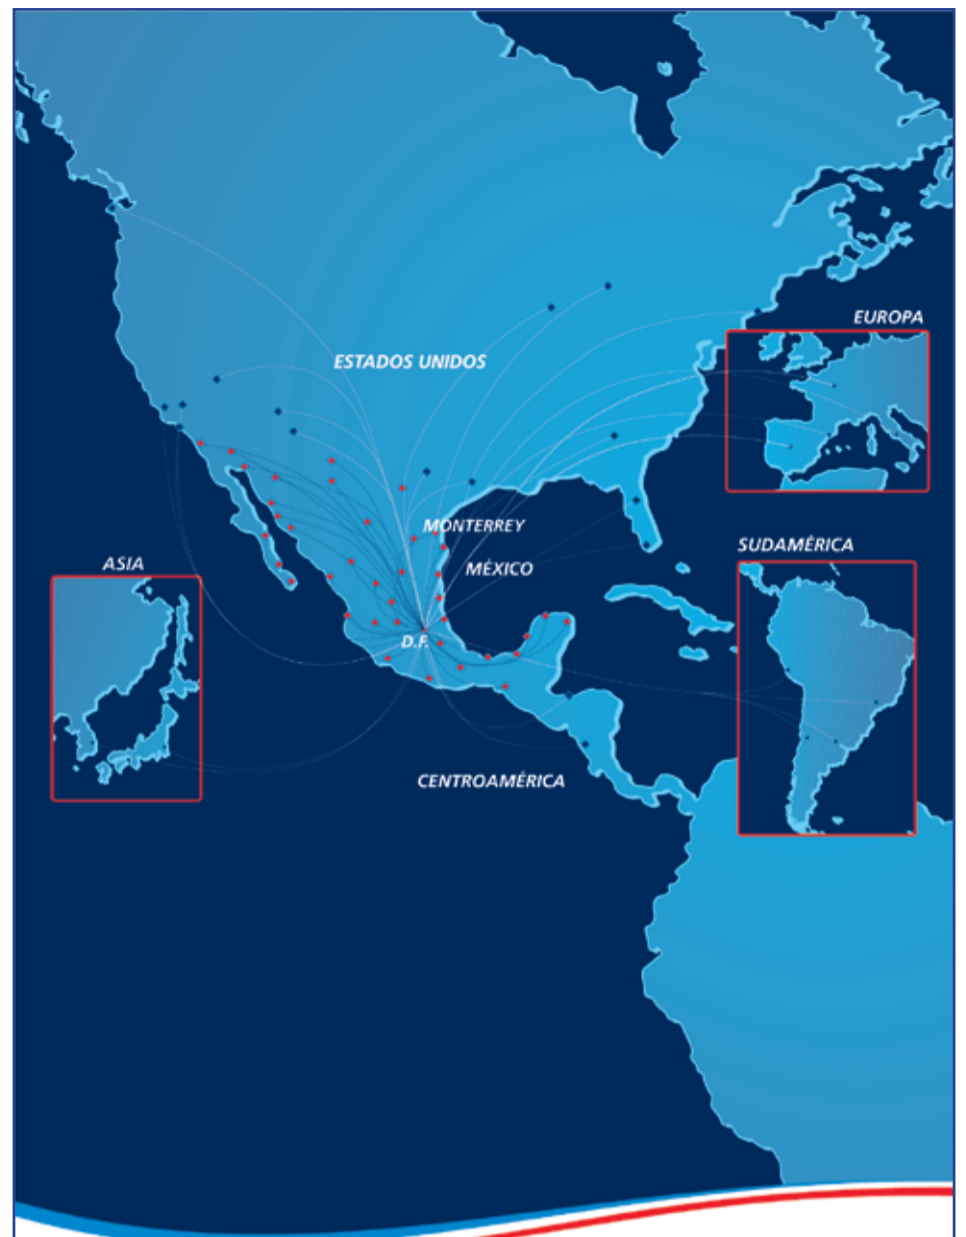 EUROPA
ESTADOS UNIDOS
MONTERREY
SUDAMÉRICA
ASIA
MÉXICO
D.F.
CENTROAMÉRICA